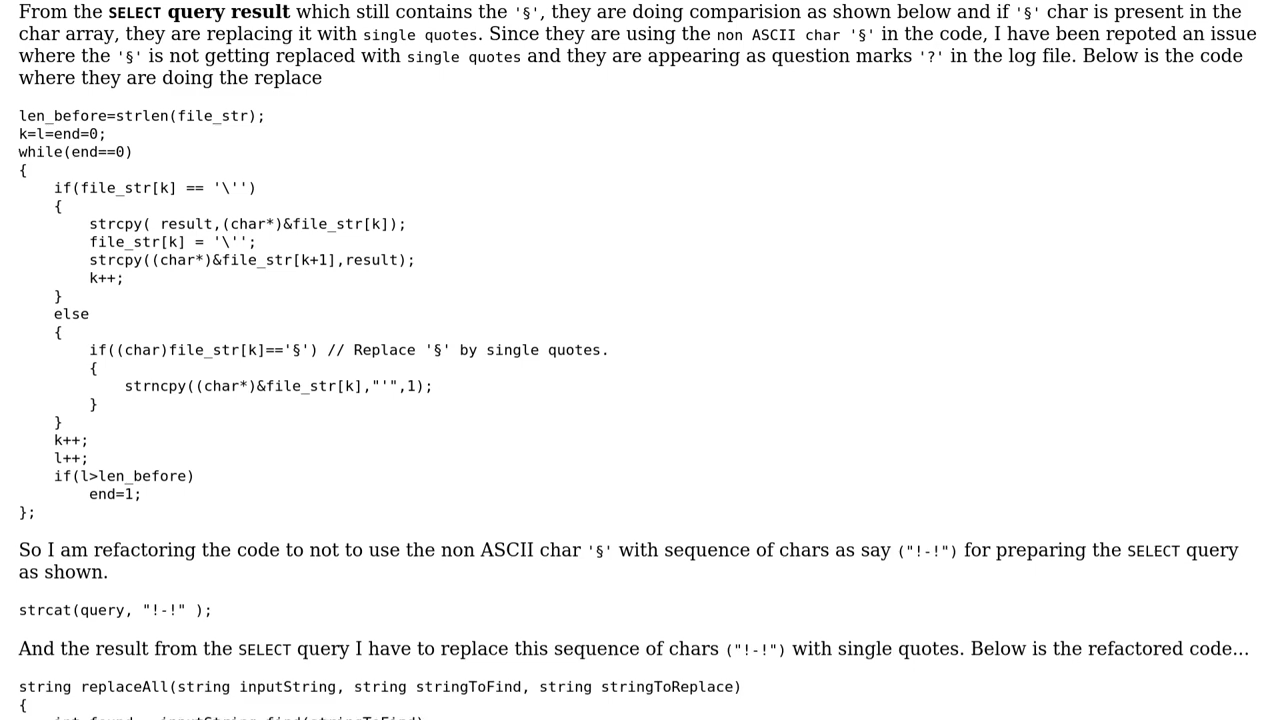 From the SELECT query result which still contains the '§', they are doing comparision as shown below and if '§' char is present in the
char array, they are replacing it with single quotes. Since they are using the non ASCII char '§' in the code, I have been repoted an issue
where the '§' is not getting replaced with single quotes and they are appearing as question marks '?' in the log file. Below is the code
where they are doing the replace
len_before=strlen(file_str);
k=l=end=0;
while(end==0)
{
    if(file_str[k] == '\'')
    {
        strcpy( result,(char*)&file_str[k]);
        file_str[k] = '\'';
        strcpy((char*)&file_str[k+1],result);
        k++;
    }
    else
    {
        if((char)file_str[k]=='§') // Replace '§' by single quotes.
        {
            strncpy((char*)&file_str[k],"'",1);
        }
    }
    k++;
    l++;
    if(l>len_before)
        end=1;
};
So I am refactoring the code to not to use the non ASCII char '§' with sequence of chars as say ("!-!") for preparing the SELECT query
as shown.
strcat(query, "!-!" );
And the result from the SELECT query I have to replace this sequence of chars ("!-!") with single quotes. Below is the refactored code...
string replaceAll(string inputString, string stringToFind, string stringToReplace)
{